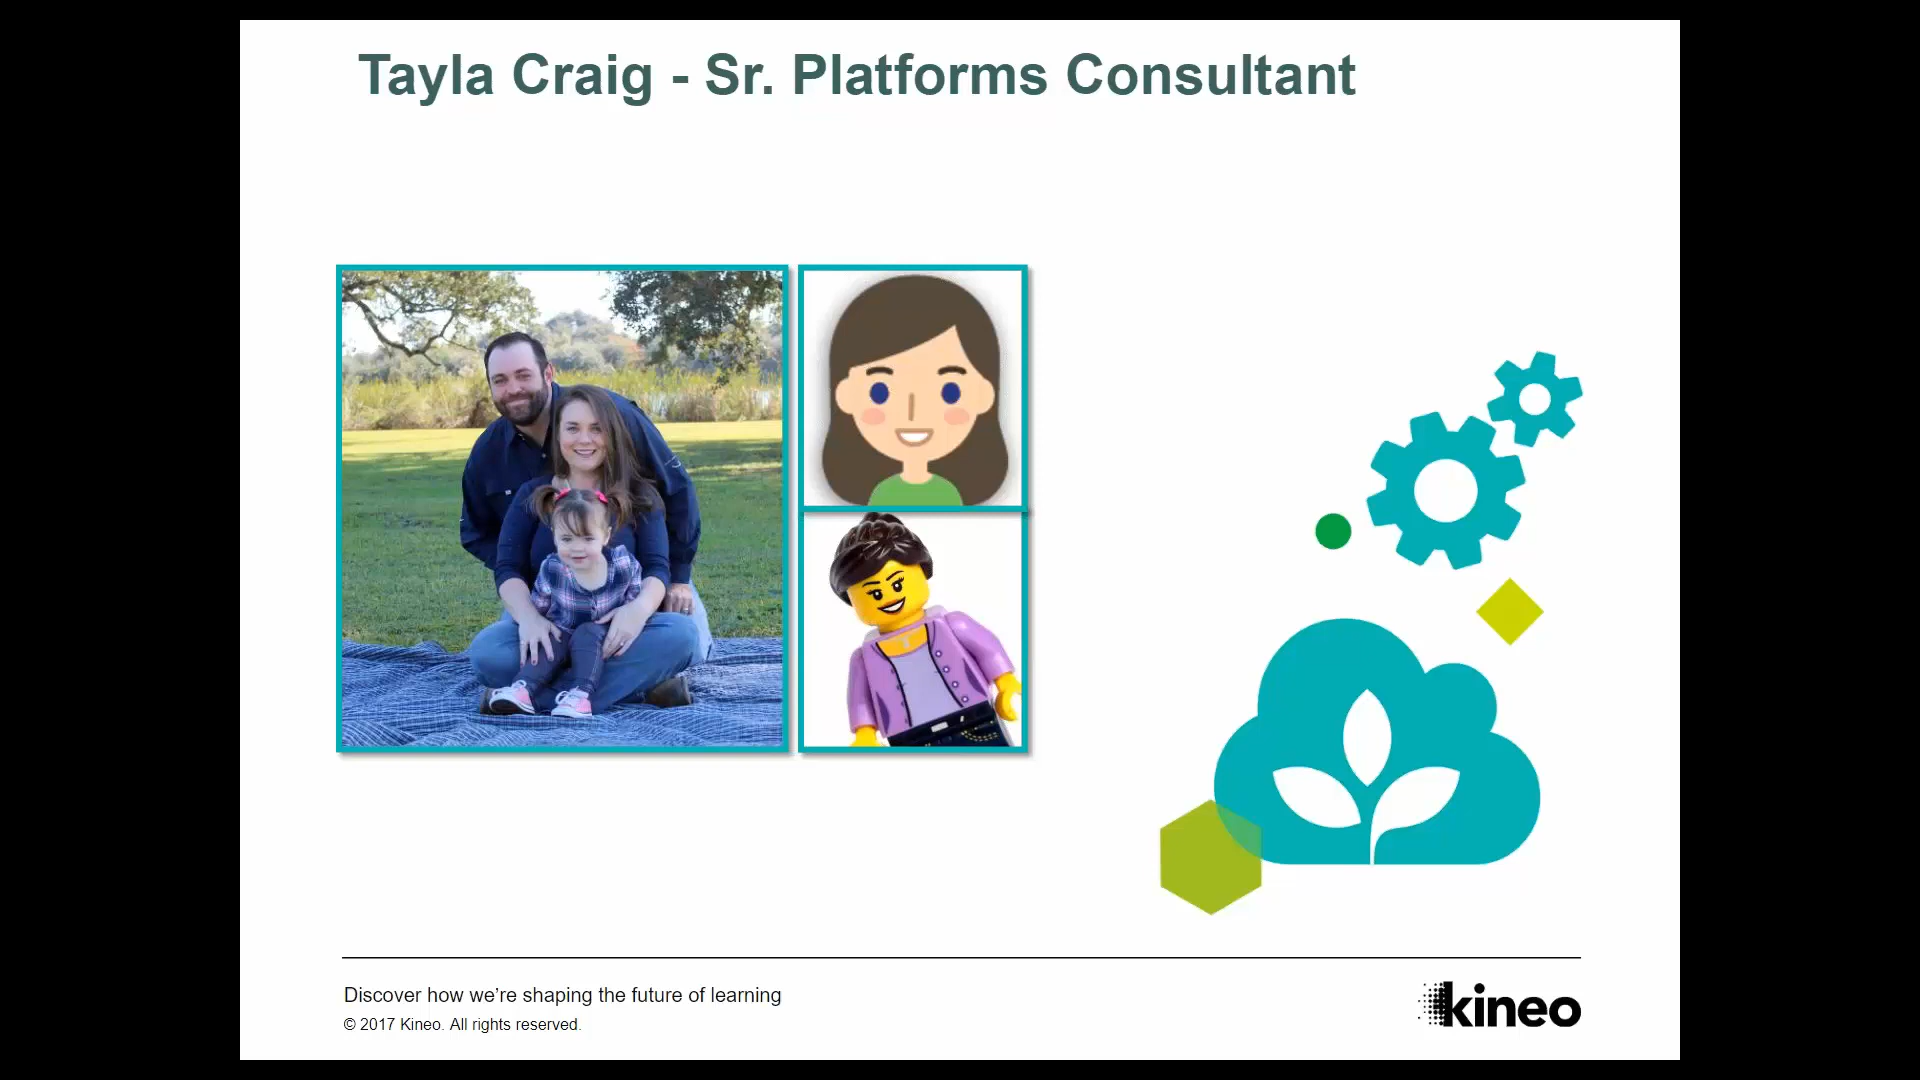 Tayla Craig - Sr. Platforms Consultant
Discover how we’re shaping the future of learning
© 2017 Kineo. All rights reserved.
kineo